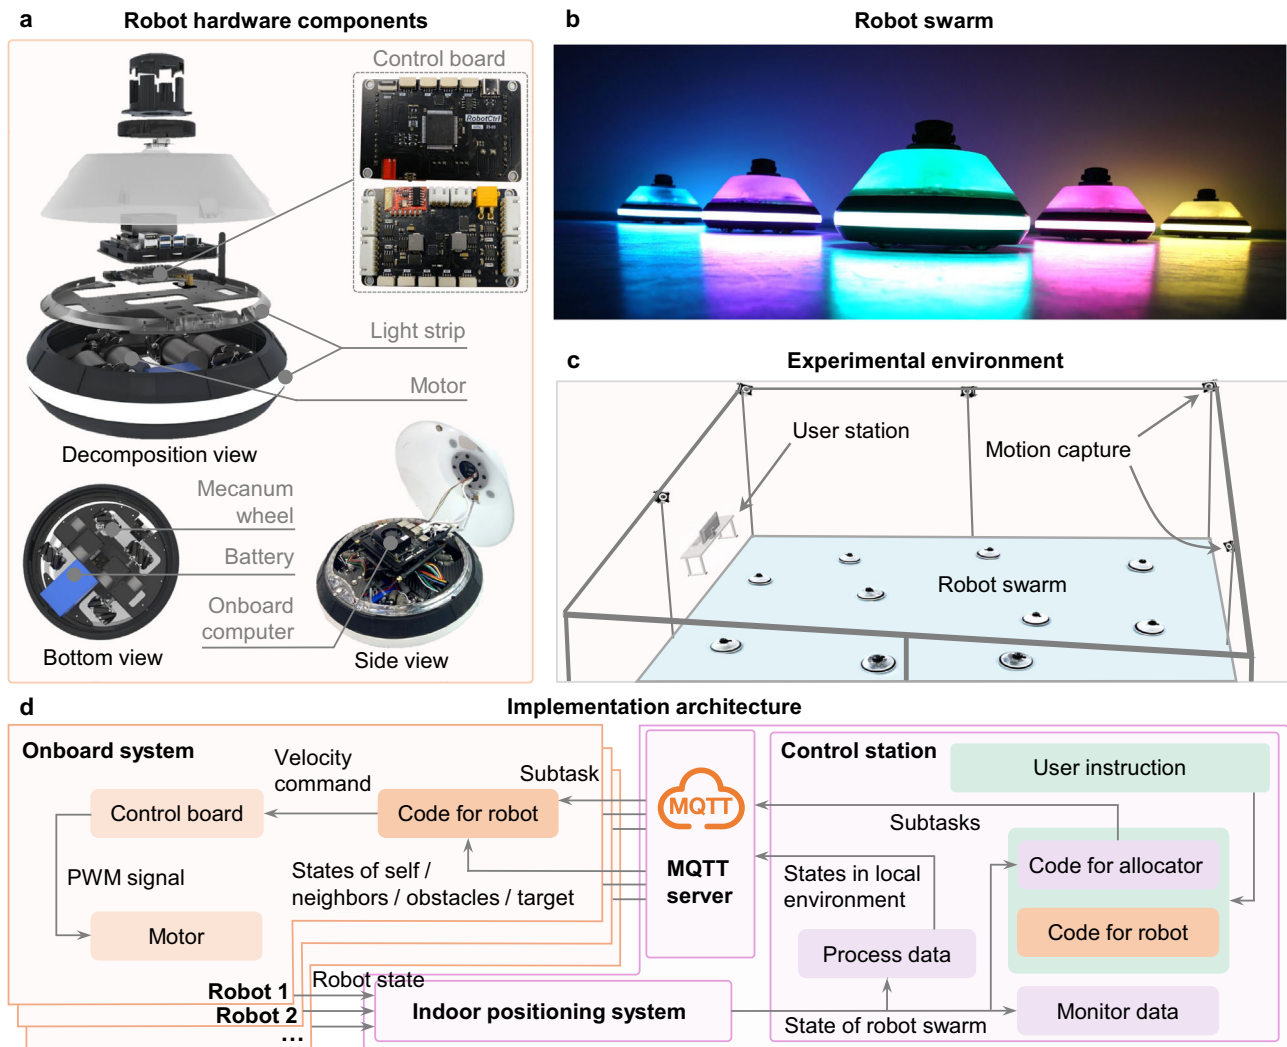 a
Robot hardware components
Control board
RobotCtrl
Light strip
Motor
Decomposition view
Mecanum
wheel
Battery
Onboard
computer
Bottom view
Side view
b
Robot swarm
c
Experimental environment
User station
Motion capture
Robot swarm
d
Implementation architecture
Onboard system
Velocity
command
Subtask
Control board
Code for robot
PWM signal
States of self /
neighbors / obstacles / target
Motor
Robot 1
Robot 2
...
Robot state
Indoor positioning system
MQTT
MQTT
server
Control station
User instruction
Subtasks
Code for allocator
States in local
environment
Code for robot
Process data
State of robot swarm
Monitor data